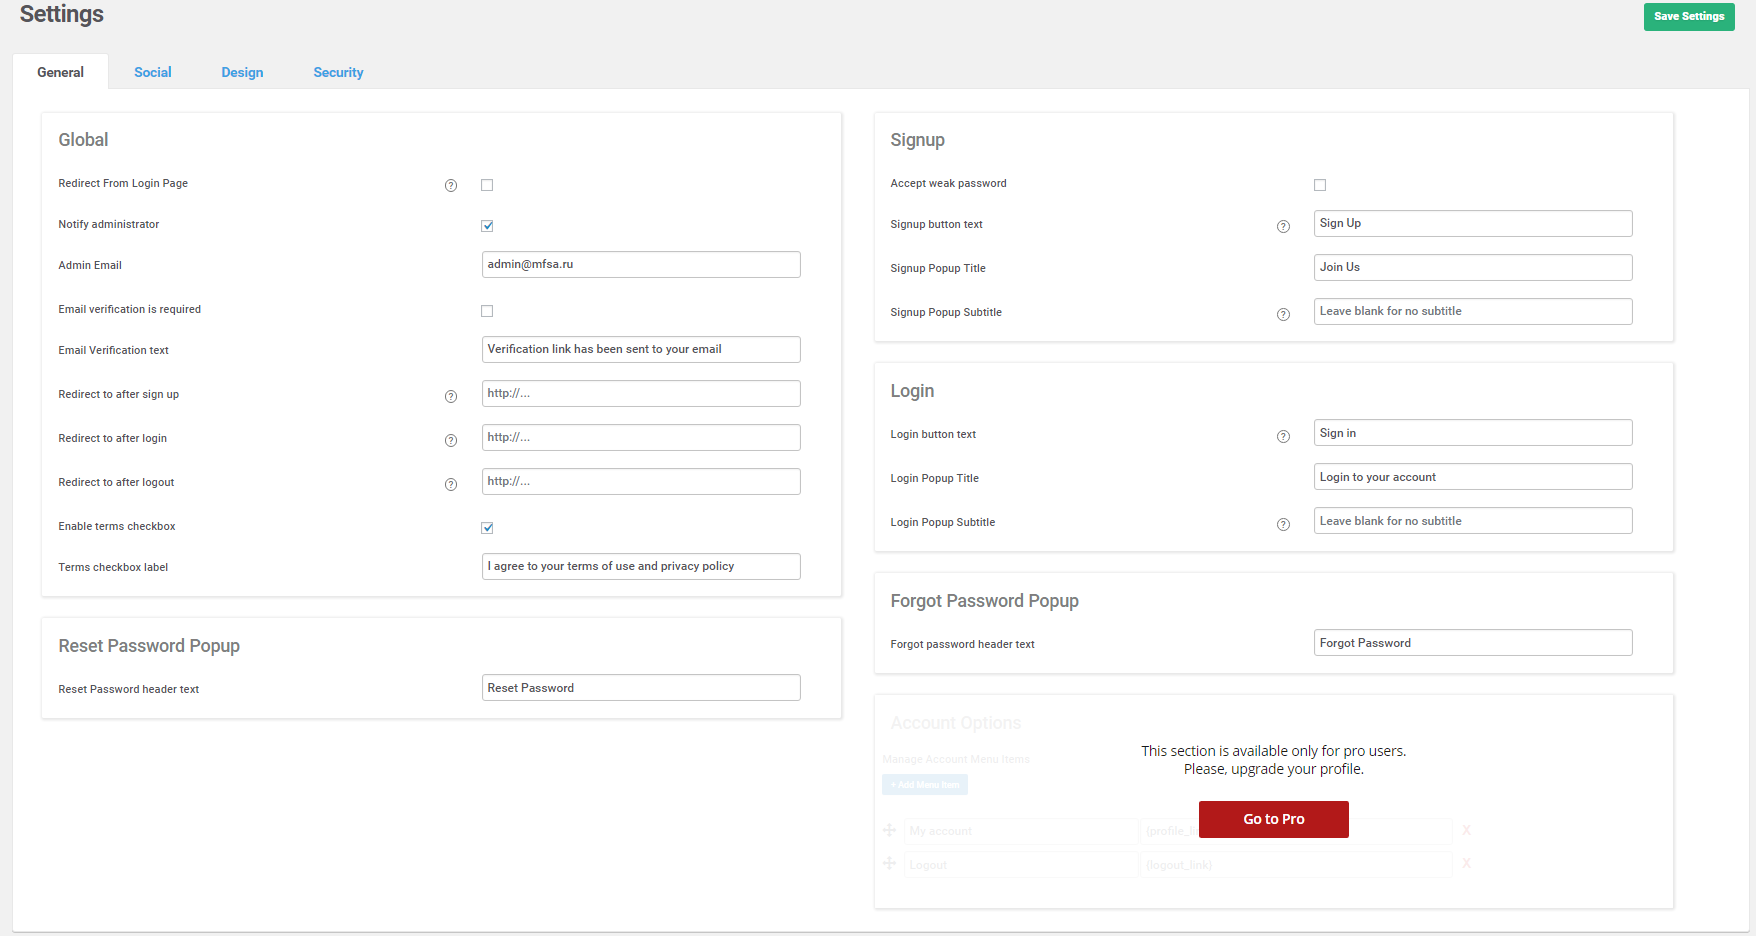 Settings
Save Settings
General
Social
Design
Security
Global
Redirect From Login Page
?
Notify administrator
Admin Email
admin@mfsa.ru
Email verification is required
Email Verification text
Verification link has been sent to your email
Redirect to after sign up
?
http://...
Redirect to after login
?
http://...
Redirect to after logout
?
http://...
Enable terms checkbox
Terms checkbox label
I agree to your terms of use and privacy policy
Reset Password Popup
Reset Password header text
Reset Password
Signup
Accept weak password
Signup button text
?
Sign Up
Signup Popup Title
Join Us
Signup Popup Subtitle
?
Leave blank for no subtitle
Login
Login button text
?
Sign in
Login Popup Title
Login to your account
Login Popup Subtitle
?
Leave blank for no subtitle
Forgot Password Popup
Forgot password header text
Forgot Password
Account Options
Manage Account Menu Items
+ Add Menu Item
This section is available only for pro users.
Please, upgrade your profile.
Go to Pro
My account
X
Logout
{logout_link}
X